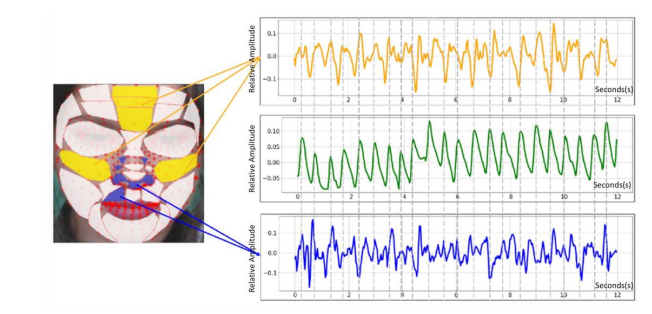 Relative Amplitude
0.1
0.0
−0.1
Seconds(s)
0 2 4 6 8 10 12
Relative Amplitude
0.10
0.05
0.00
0.05
Seconds(s)
0 2 4 6 8 10 12
Relative Amplitude
0.1
0.0
−0.1
Seconds(s)
0 2 4 8 10 12